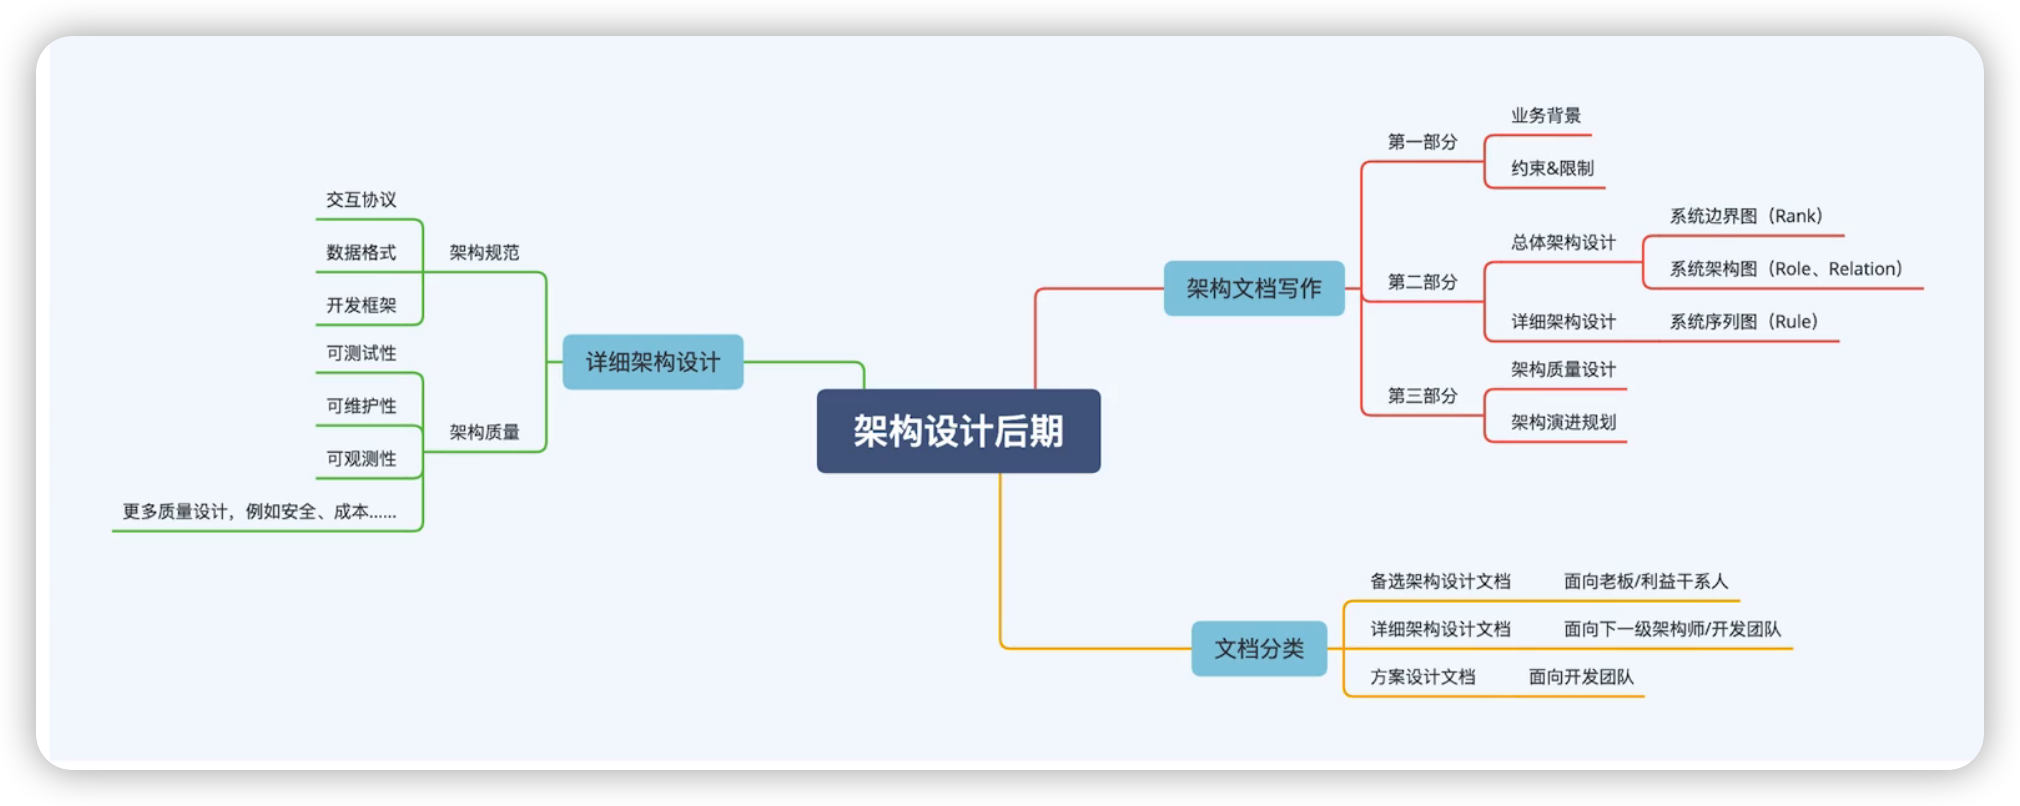 架构设计后期
详细架构设计
架构规范
交互协议
数据格式
开发框架
架构质量
可测试性
可维护性
可观测性
更多质量设计，例如安全、成本......
架构文档写作
第一部分
业务背景
约束&限制
第二部分
总体架构设计
系统边界图（Rank）
系统架构图（Role、Relation）
详细架构设计
系统序列图（Rule）
第三部分
架构质量设计
架构演进规划
文档分类
备选架构设计文档
面向老板/利益干系人
详细架构设计文档
面向下一级架构师/开发团队
方案设计文档
面向开发团队